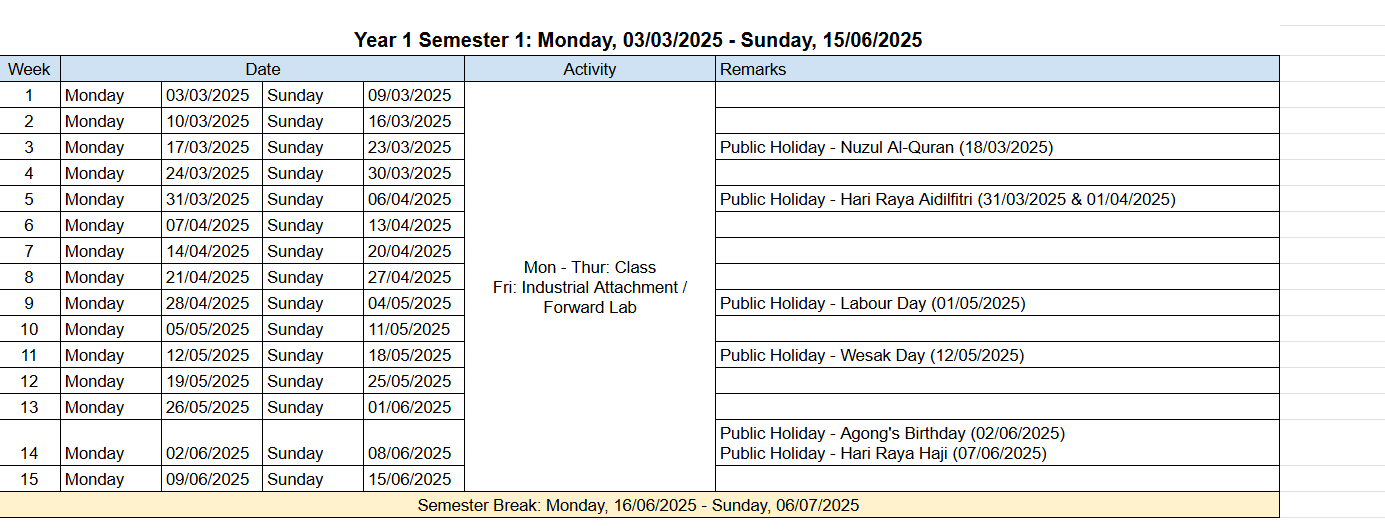 Year 1 Semester 1: Monday, 03/03/2025 - Sunday, 15/06/2025
Week Date Activity Remarks
1 Monday 03/03/2025 Sunday 09/03/2025
2 Monday 10/03/2025 Sunday 16/03/2025
3 Monday 17/03/2025 Sunday 23/03/2025 Public Holiday - Nuzul Al-Quran (18/03/2025)
4 Monday 24/03/2025 Sunday 30/03/2025
5 Monday 31/03/2025 Sunday 06/04/2025 Public Holiday - Hari Raya Aidilfitri (31/03/2025 & 01/04/2025)
6 Monday 07/04/2025 Sunday 13/04/2025
7 Monday 14/04/2025 Sunday 20/04/2025
Mon - Thur: Class
8 Monday 21/04/2025 Sunday 27/04/2025
Fri: Industrial Attachment /
Forward Lab
9 Monday 28/04/2025 Sunday 04/05/2025 Public Holiday - Labour Day (01/05/2025)
10 Monday 05/05/2025 Sunday 11/05/2025
11 Monday 12/05/2025 Sunday 18/05/2025 Public Holiday - Wesak Day (12/05/2025)
12 Monday 19/05/2025 Sunday 25/05/2025
13 Monday 26/05/2025 Sunday 01/06/2025
Public Holiday - Agong's Birthday (02/06/2025)
14 Monday 02/06/2025 Sunday 08/06/2025 Public Holiday - Hari Raya Haji (07/06/2025)
15 Monday 09/06/2025 Sunday 15/06/2025
Semester Break: Monday, 16/06/2025 - Sunday, 06/07/2025